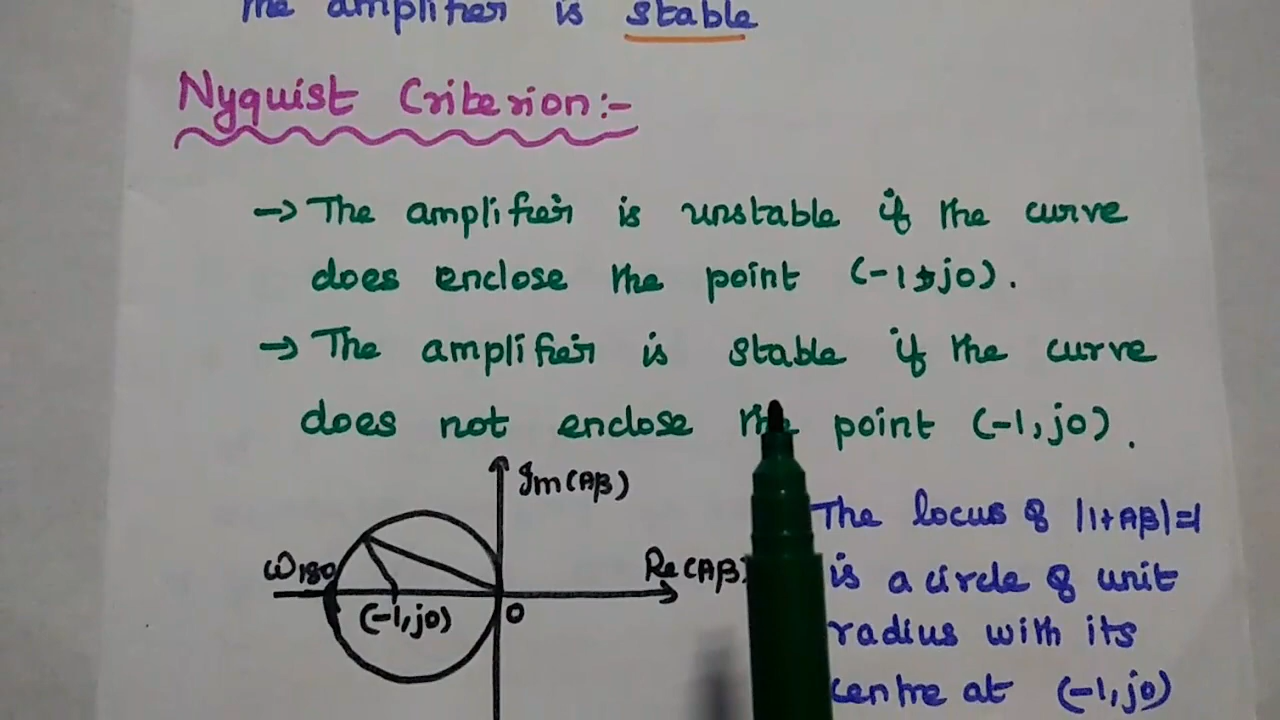 The amplifier is stable
Nyquist Criterion:-
→ The amplifier is unstable if the curve
does enclose the point (-1,j0).
→ The amplifier is stable if the curve
does not enclose the point (-1,j0).
Im(Aβ)
ω180
Re(Aβ)
(-1,j0)
0
The locus of |1+Aβ|=1
is a circle of unit
radius with its
centre at (-1,j0)